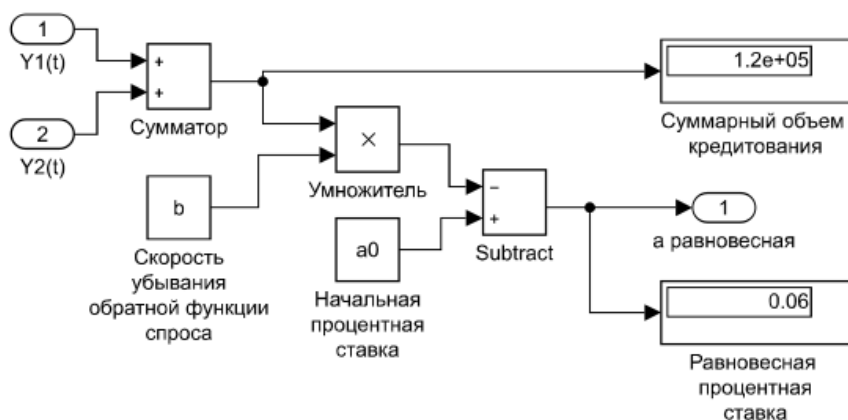 1
Y1(t)
2
Y2(t)
+
+
Сумматор
1.2e+05
Суммарный объем
кредитования
×
Умножитель
b
Скорость
убывания
обратной функции
спроса
a0
Начальная
процентная
ставка
−
+
Subtract
1
а равновесная
0.06
Равновесная
процентная
ставка